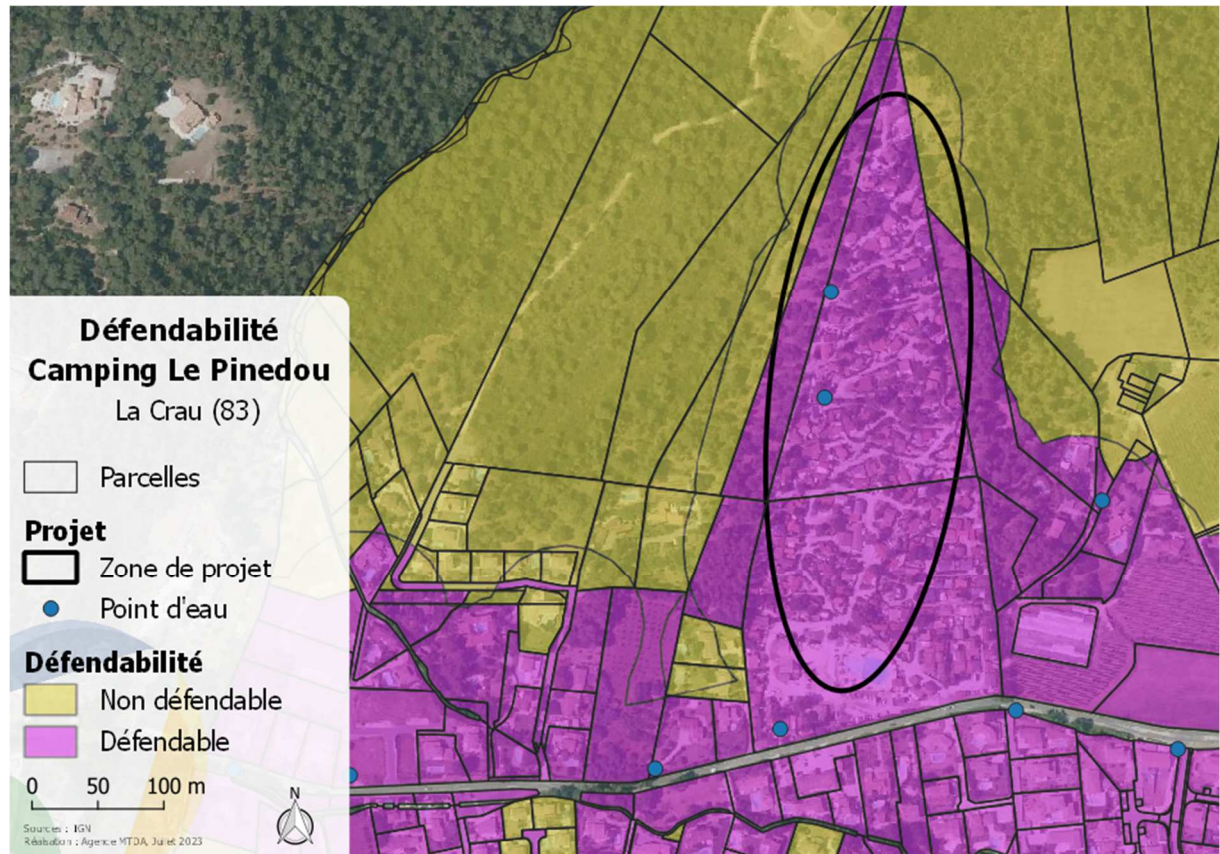 Défendabilité
Camping Le Pinedou
La Crau (83)
Parcelles
Projet
Zone de projet
Point d'eau
Défendabilité
Non défendable
Défendable
0 50 100 m
N
Sources : IGN
Réalisation : Agence MTDA, Juillet 2023